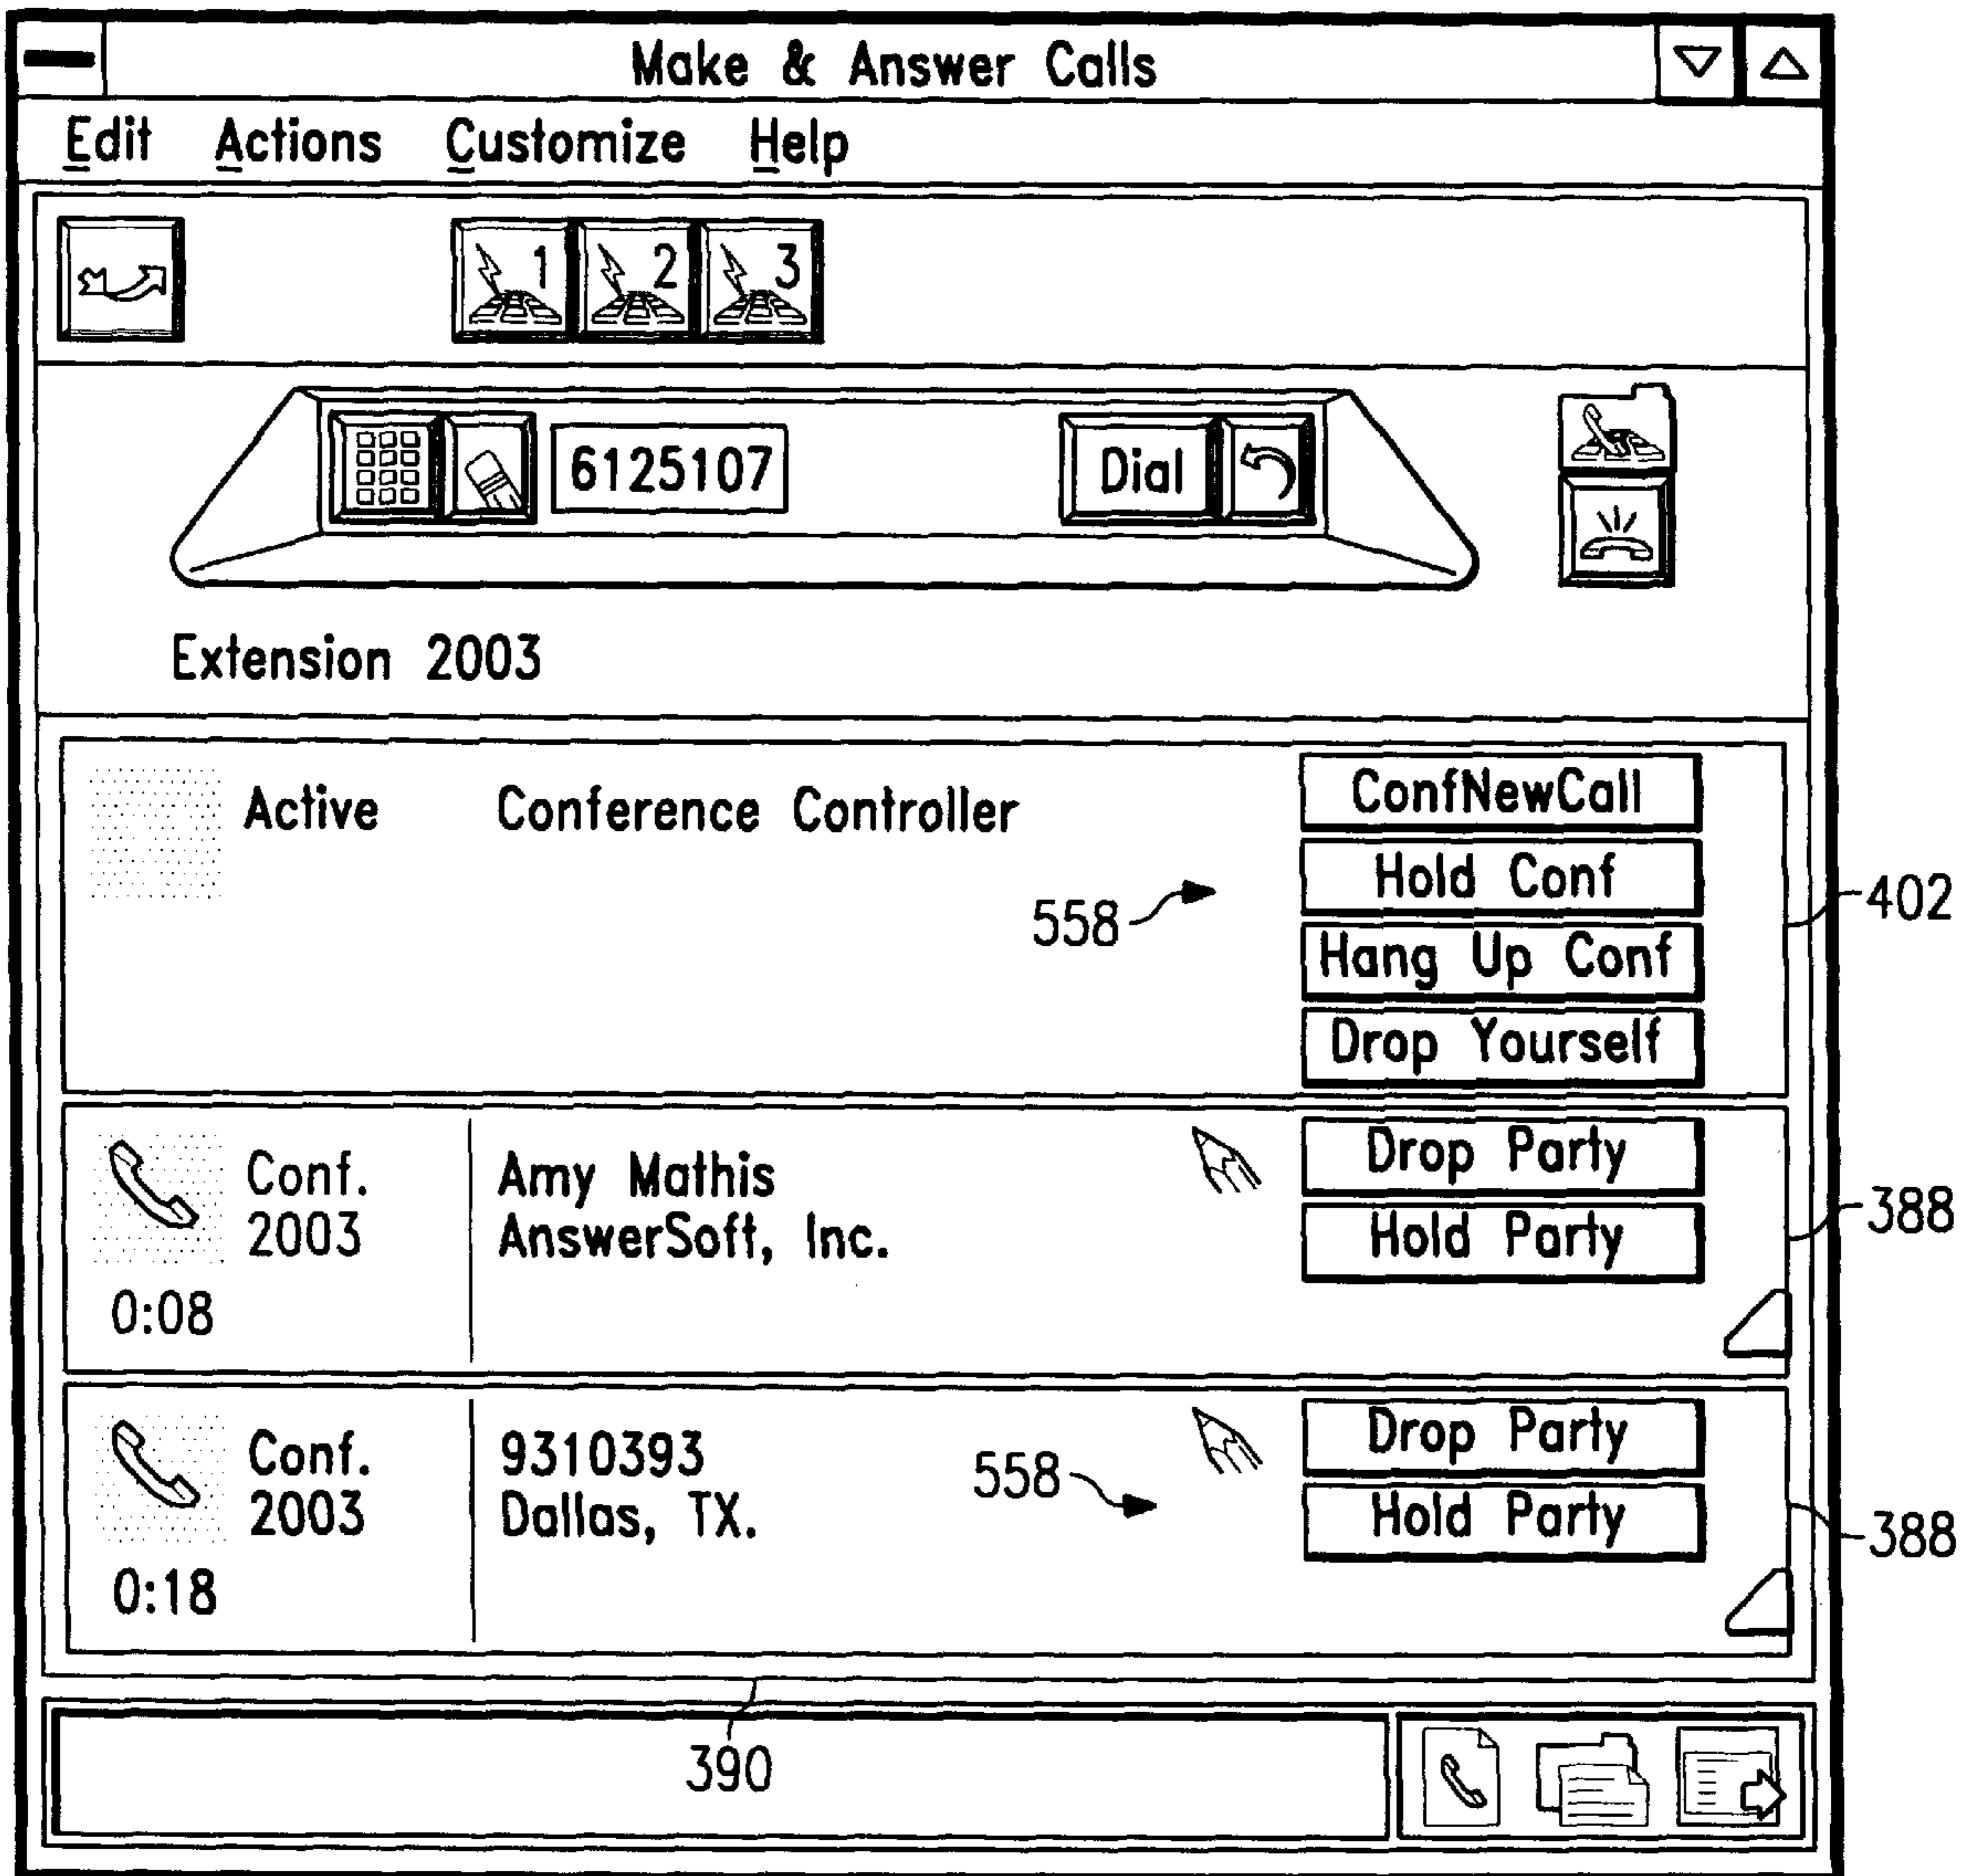 Make & Answer Calls
Edit Actions Customize Help
1 2 3
6125107 Dial
Extension 2003
Active Conference Controller
ConfNewCall
Hold Conf
558
402
Hang Up Conf
Drop Yourself
Conf.
2003
0:08
Amy Mathis
AnswerSoft, Inc.
Drop Party
Hold Party
388
Conf.
2003
0:18
9310393
Dallas, TX.
558
Drop Party
Hold Party
388
390